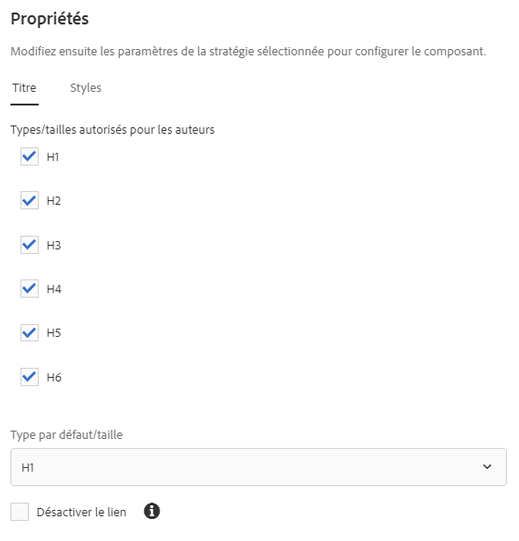 Propriétés
Modifiez ensuite les paramètres de la stratégie sélectionnée pour configurer le composant.
Titre Styles
Types/tailles autorisés pour les auteurs
H1
H2
H3
H4
H5
H6
Type par défaut/taille
H1
Désactiver le lien